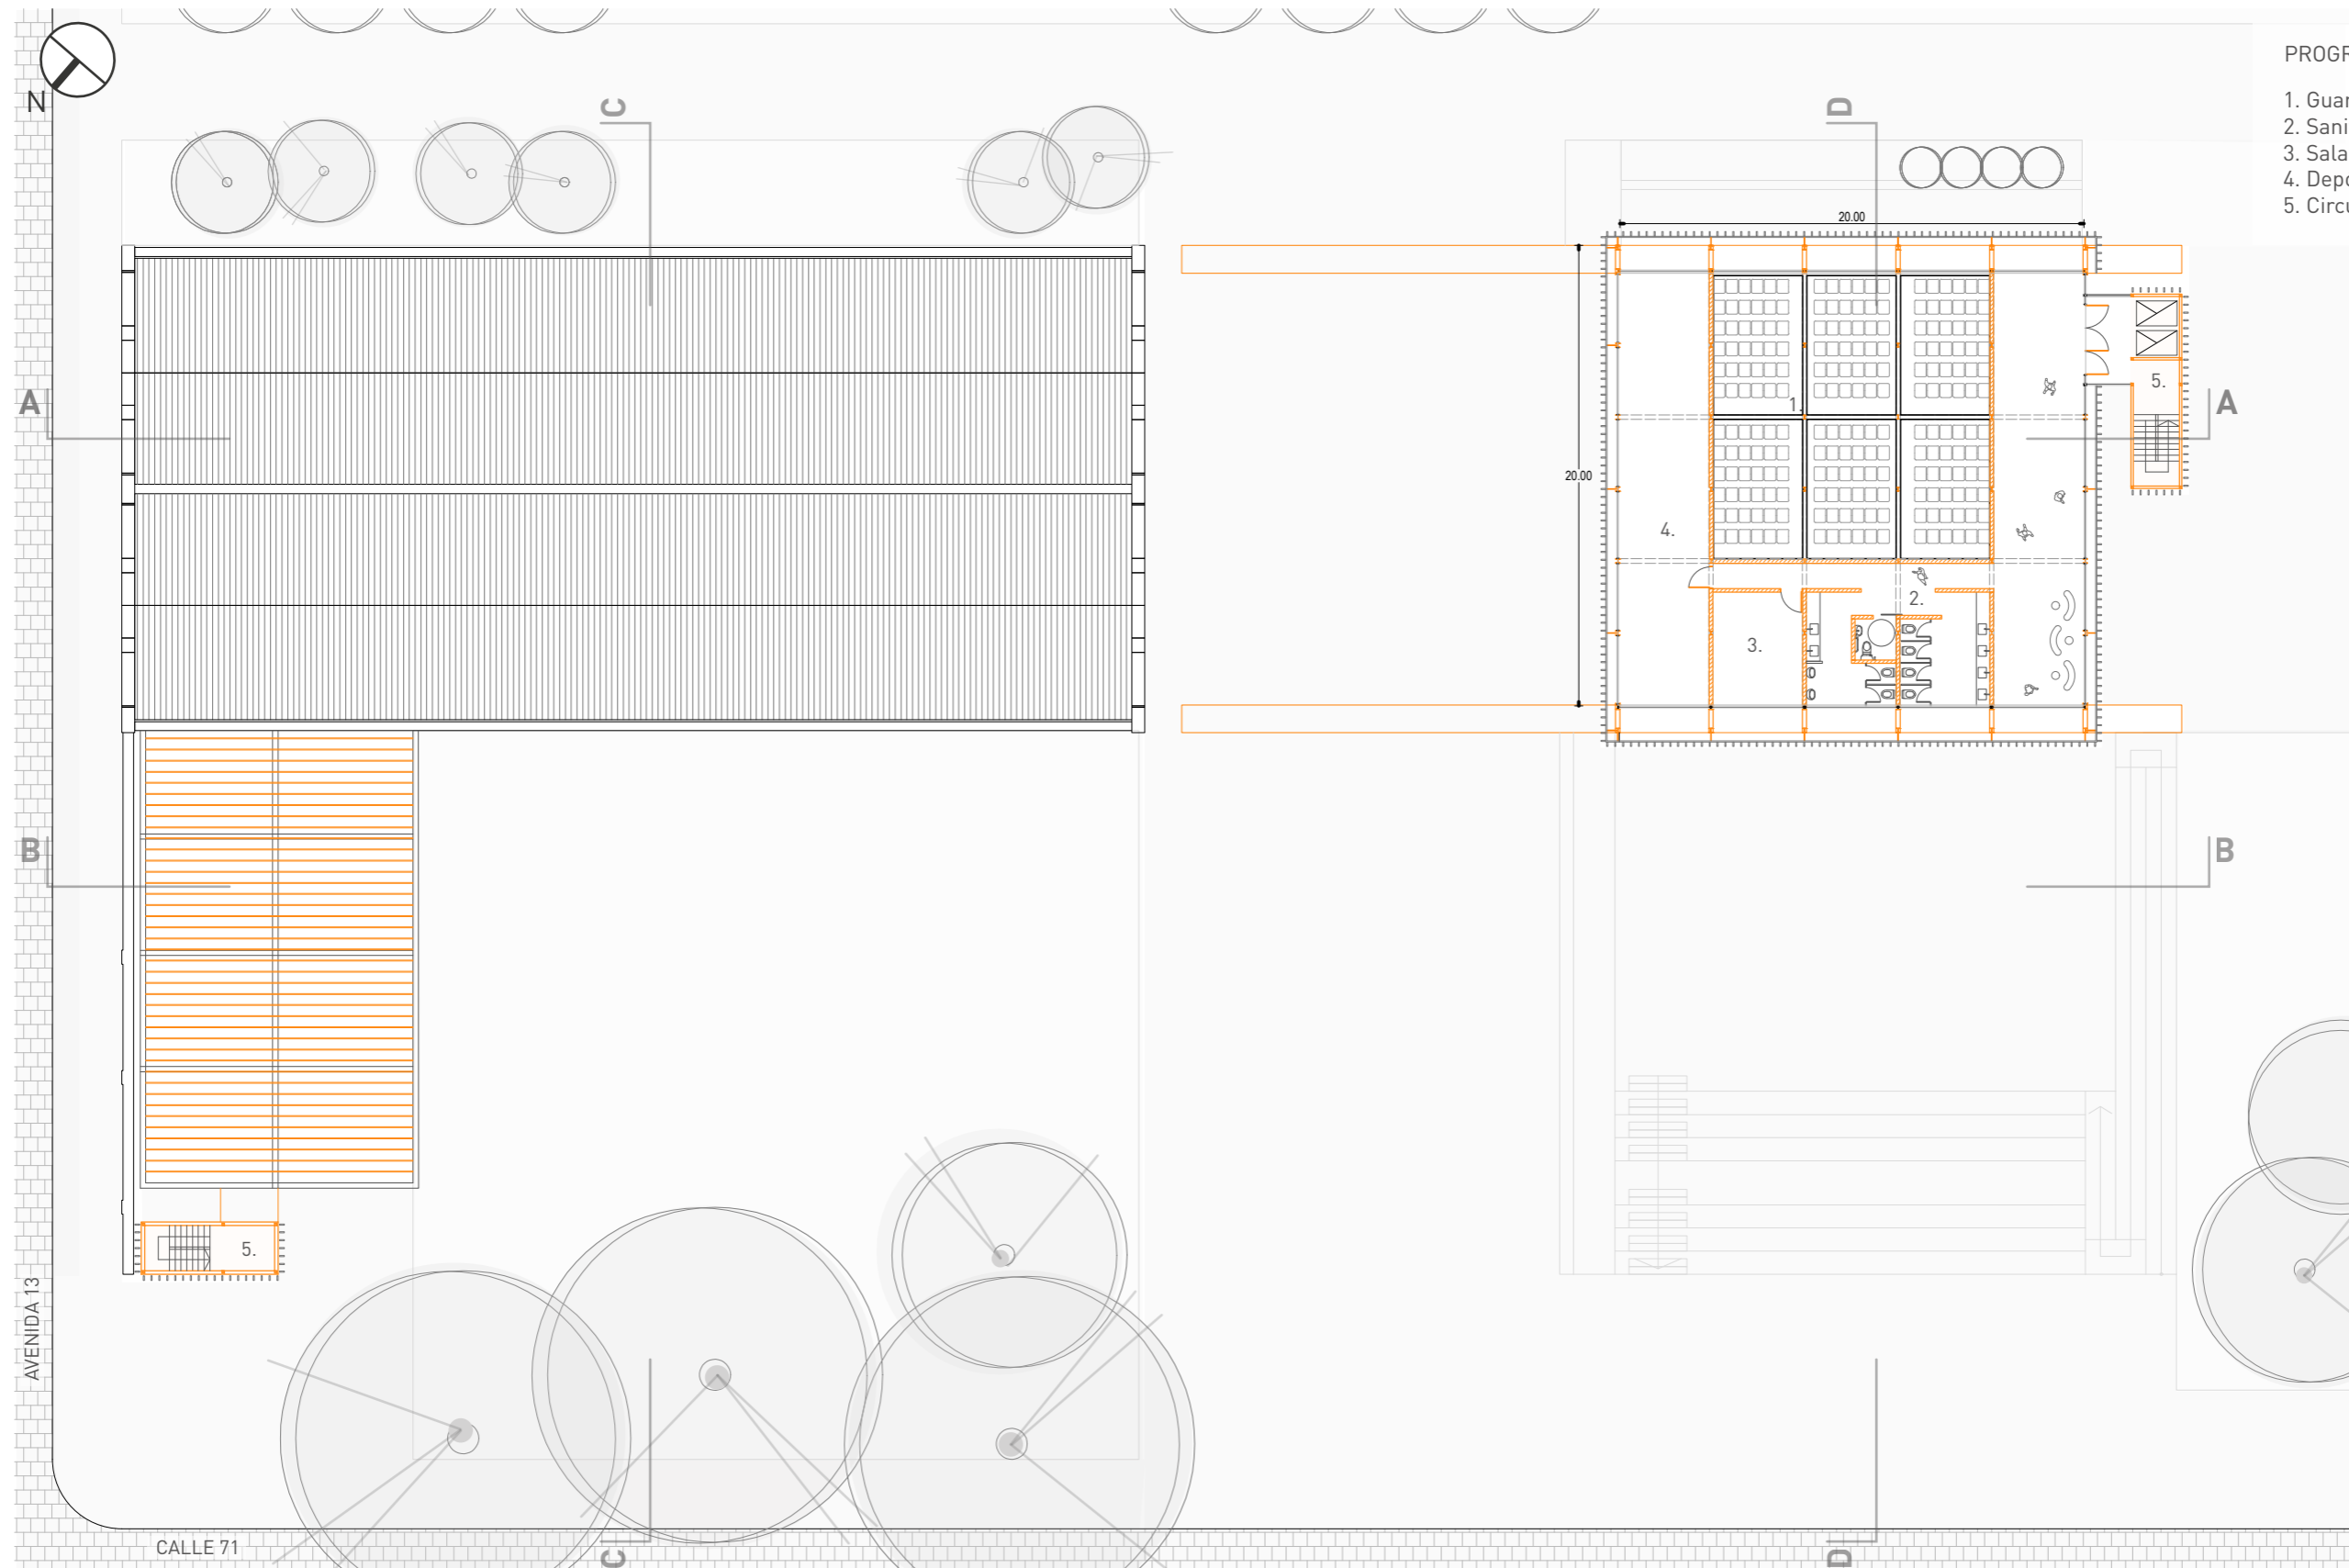 N
C
D
PROGR
1. Guar
2. Sani
3. Sala
4. Depo
5. Circu
20.00
20.00
A
A
1.
5.
4.
2.
3.
B
B
5.
AVENIDA 13
CALLE 71
C
D